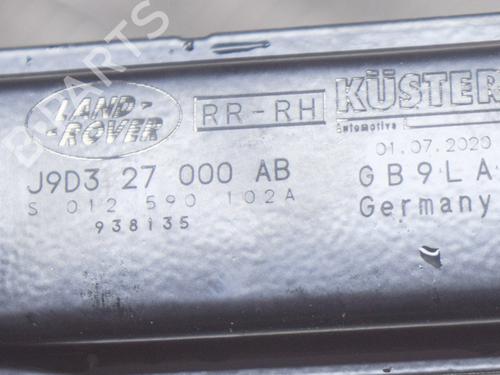 LAND-
-ROVER
RR-RH
KÜSTER
Automotive
01.07.2020
J9D3 27 000 AB
GB9LA
S 012 590 102A
Germany
938135
B-PARTS